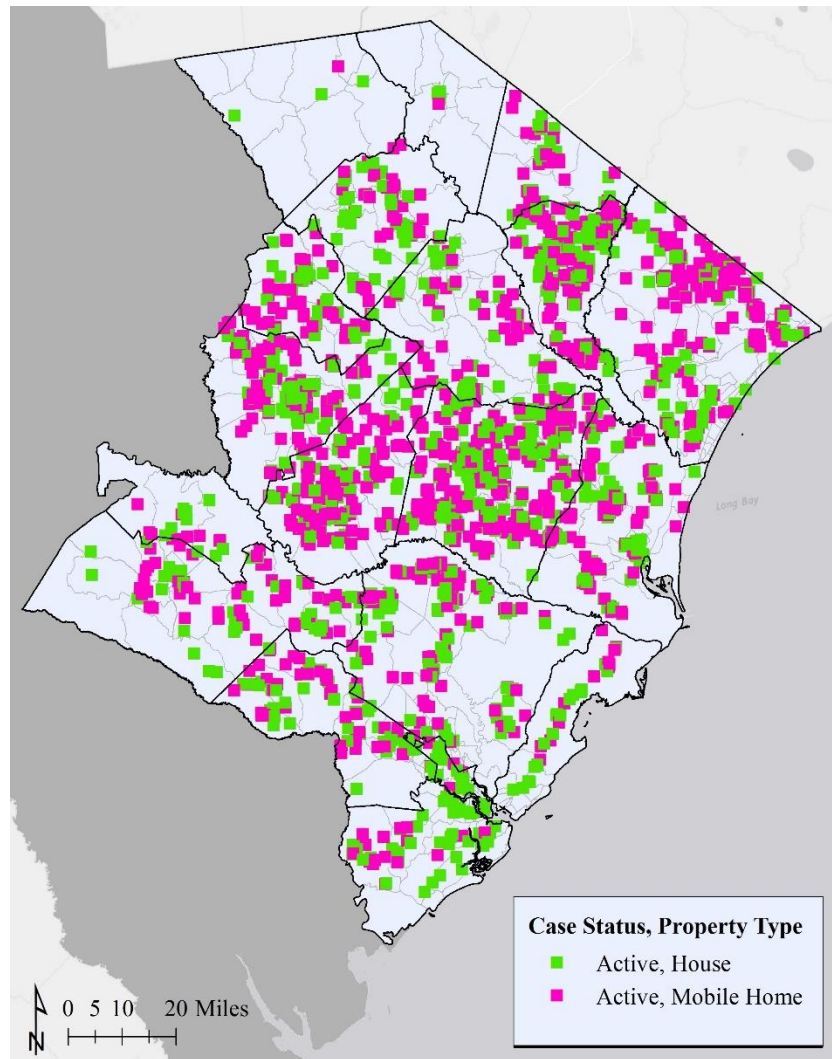 Long Bay
Case Status, Property Type
Active, House
Active, Mobile Home
0 5 10 20 Miles
N